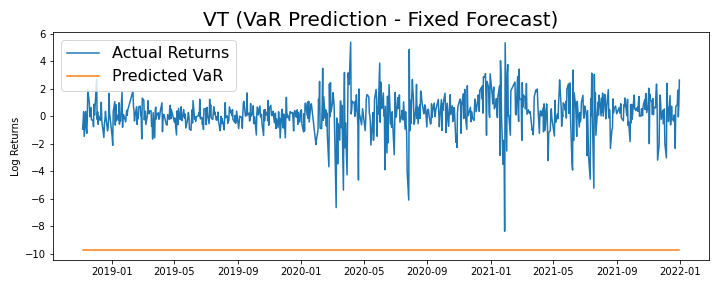 VT (VaR Prediction - Fixed Forecast)
Actual Returns
Predicted VaR
Log Returns
6
4
2
0
−2
−4
−6
−8
−10
2019-01 2019-05 2019-09 2020-01 2020-05 2020-09 2021-01 2021-05 2021-09 2022-01